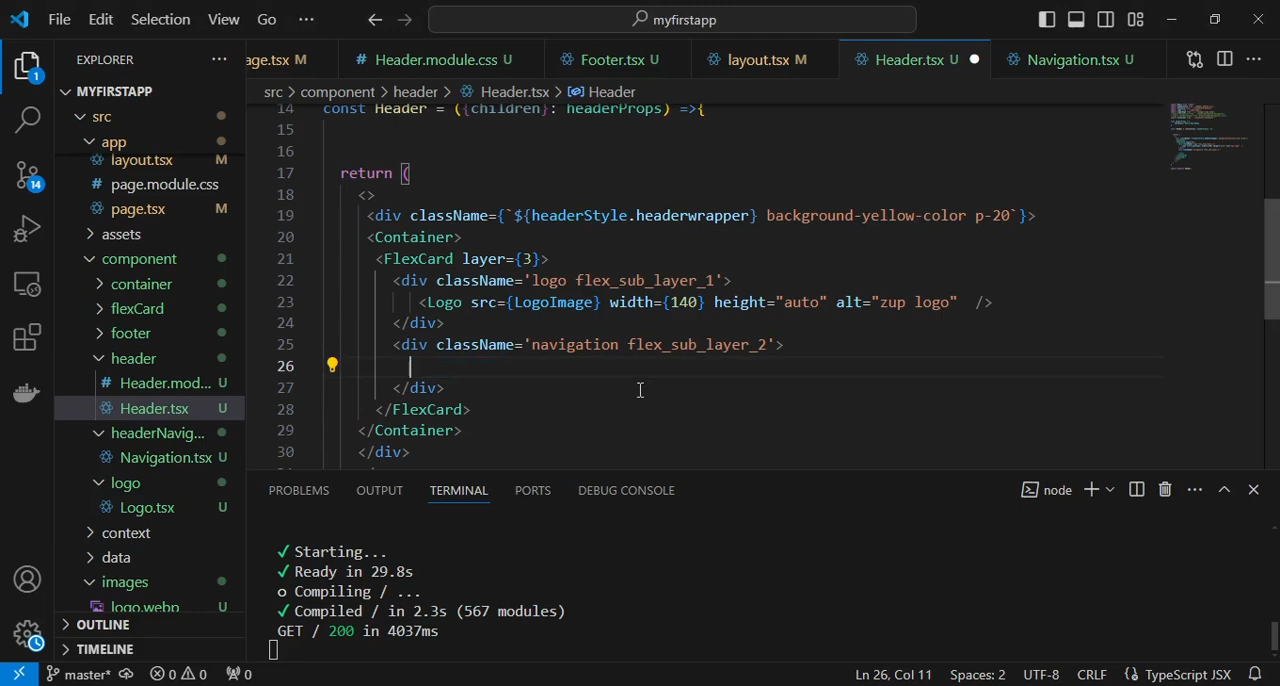 File Edit Selection View Go ··· myfirstapp
EXPLORER ···
age.tsx M # Header.module.css U Footer.tsx U layout.tsx M Header.tsx U Navigation.tsx U ···
src > component > header > Header.tsx > Header
MYFIRSTAPP
src
app
layout.tsx M
# page.module.css
page.tsx M
assets
component
container
flexCard
footer
header
# Header.mod... U
Header.tsx U
headerNavig...
Navigation.tsx U
logo
Logo.tsx U
context
data
images
logo.webp U
OUTLINE
TIMELINE
1
14
14 const Header = ({children}: headerProps) =>{
15
16
17 return (
18 <>
19 <div className={`${headerStyle.headerwrapper} background-yellow-color p-20`}>
20 <Container>
21 <FlexCard layer={3}>
22 <div className='logo flex_sub_layer_1'>
23 <Logo src={LogoImage} width={140} height="auto" alt="zup logo" />
24 </div>
25 <div className='navigation flex_sub_layer_2'>
26
27 </div>
28 </FlexCard>
29 </Container>
30 </div>
PROBLEMS OUTPUT TERMINAL PORTS DEBUG CONSOLE node ···
✓ Starting...
✓ Ready in 29.8s
o Compiling / ...
✓ Compiled / in 2.3s (567 modules)
GET / 200 in 4037ms
master* 0 0 0 Ln 26, Col 11 Spaces: 2 UTF-8 CRLF {} TypeScript JSX